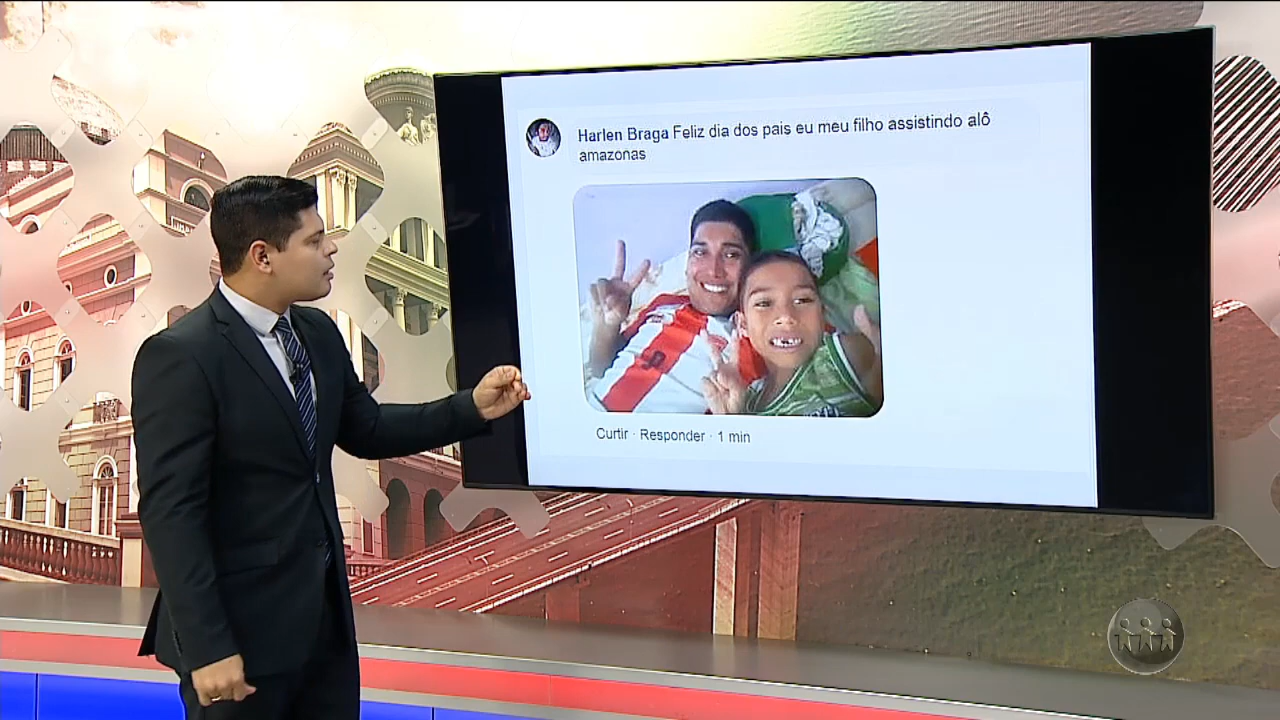 Harlen Braga Feliz dia dos pais eu meu filho assistindo alô
amazonas
Curtir · Responder · 1 min